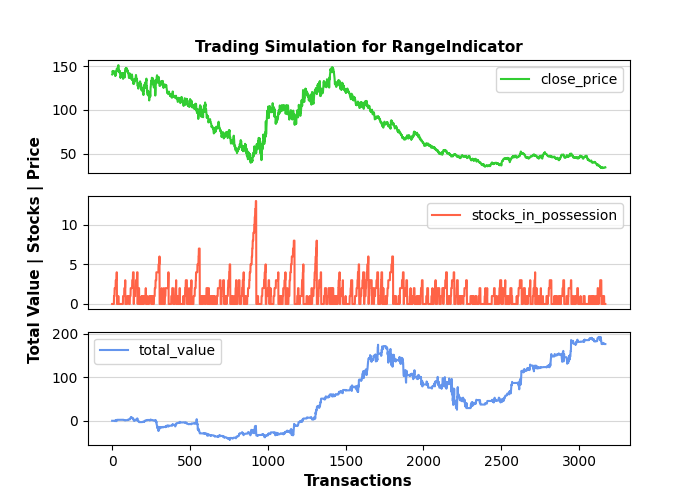 Trading Simulation for RangeIndicator
150
100
50
close_price
10
5
0
stocks_in_possession
200
100
0
total_value
0 500 1000 1500 2000 2500 3000
Transactions
Total Value | Stocks | Price